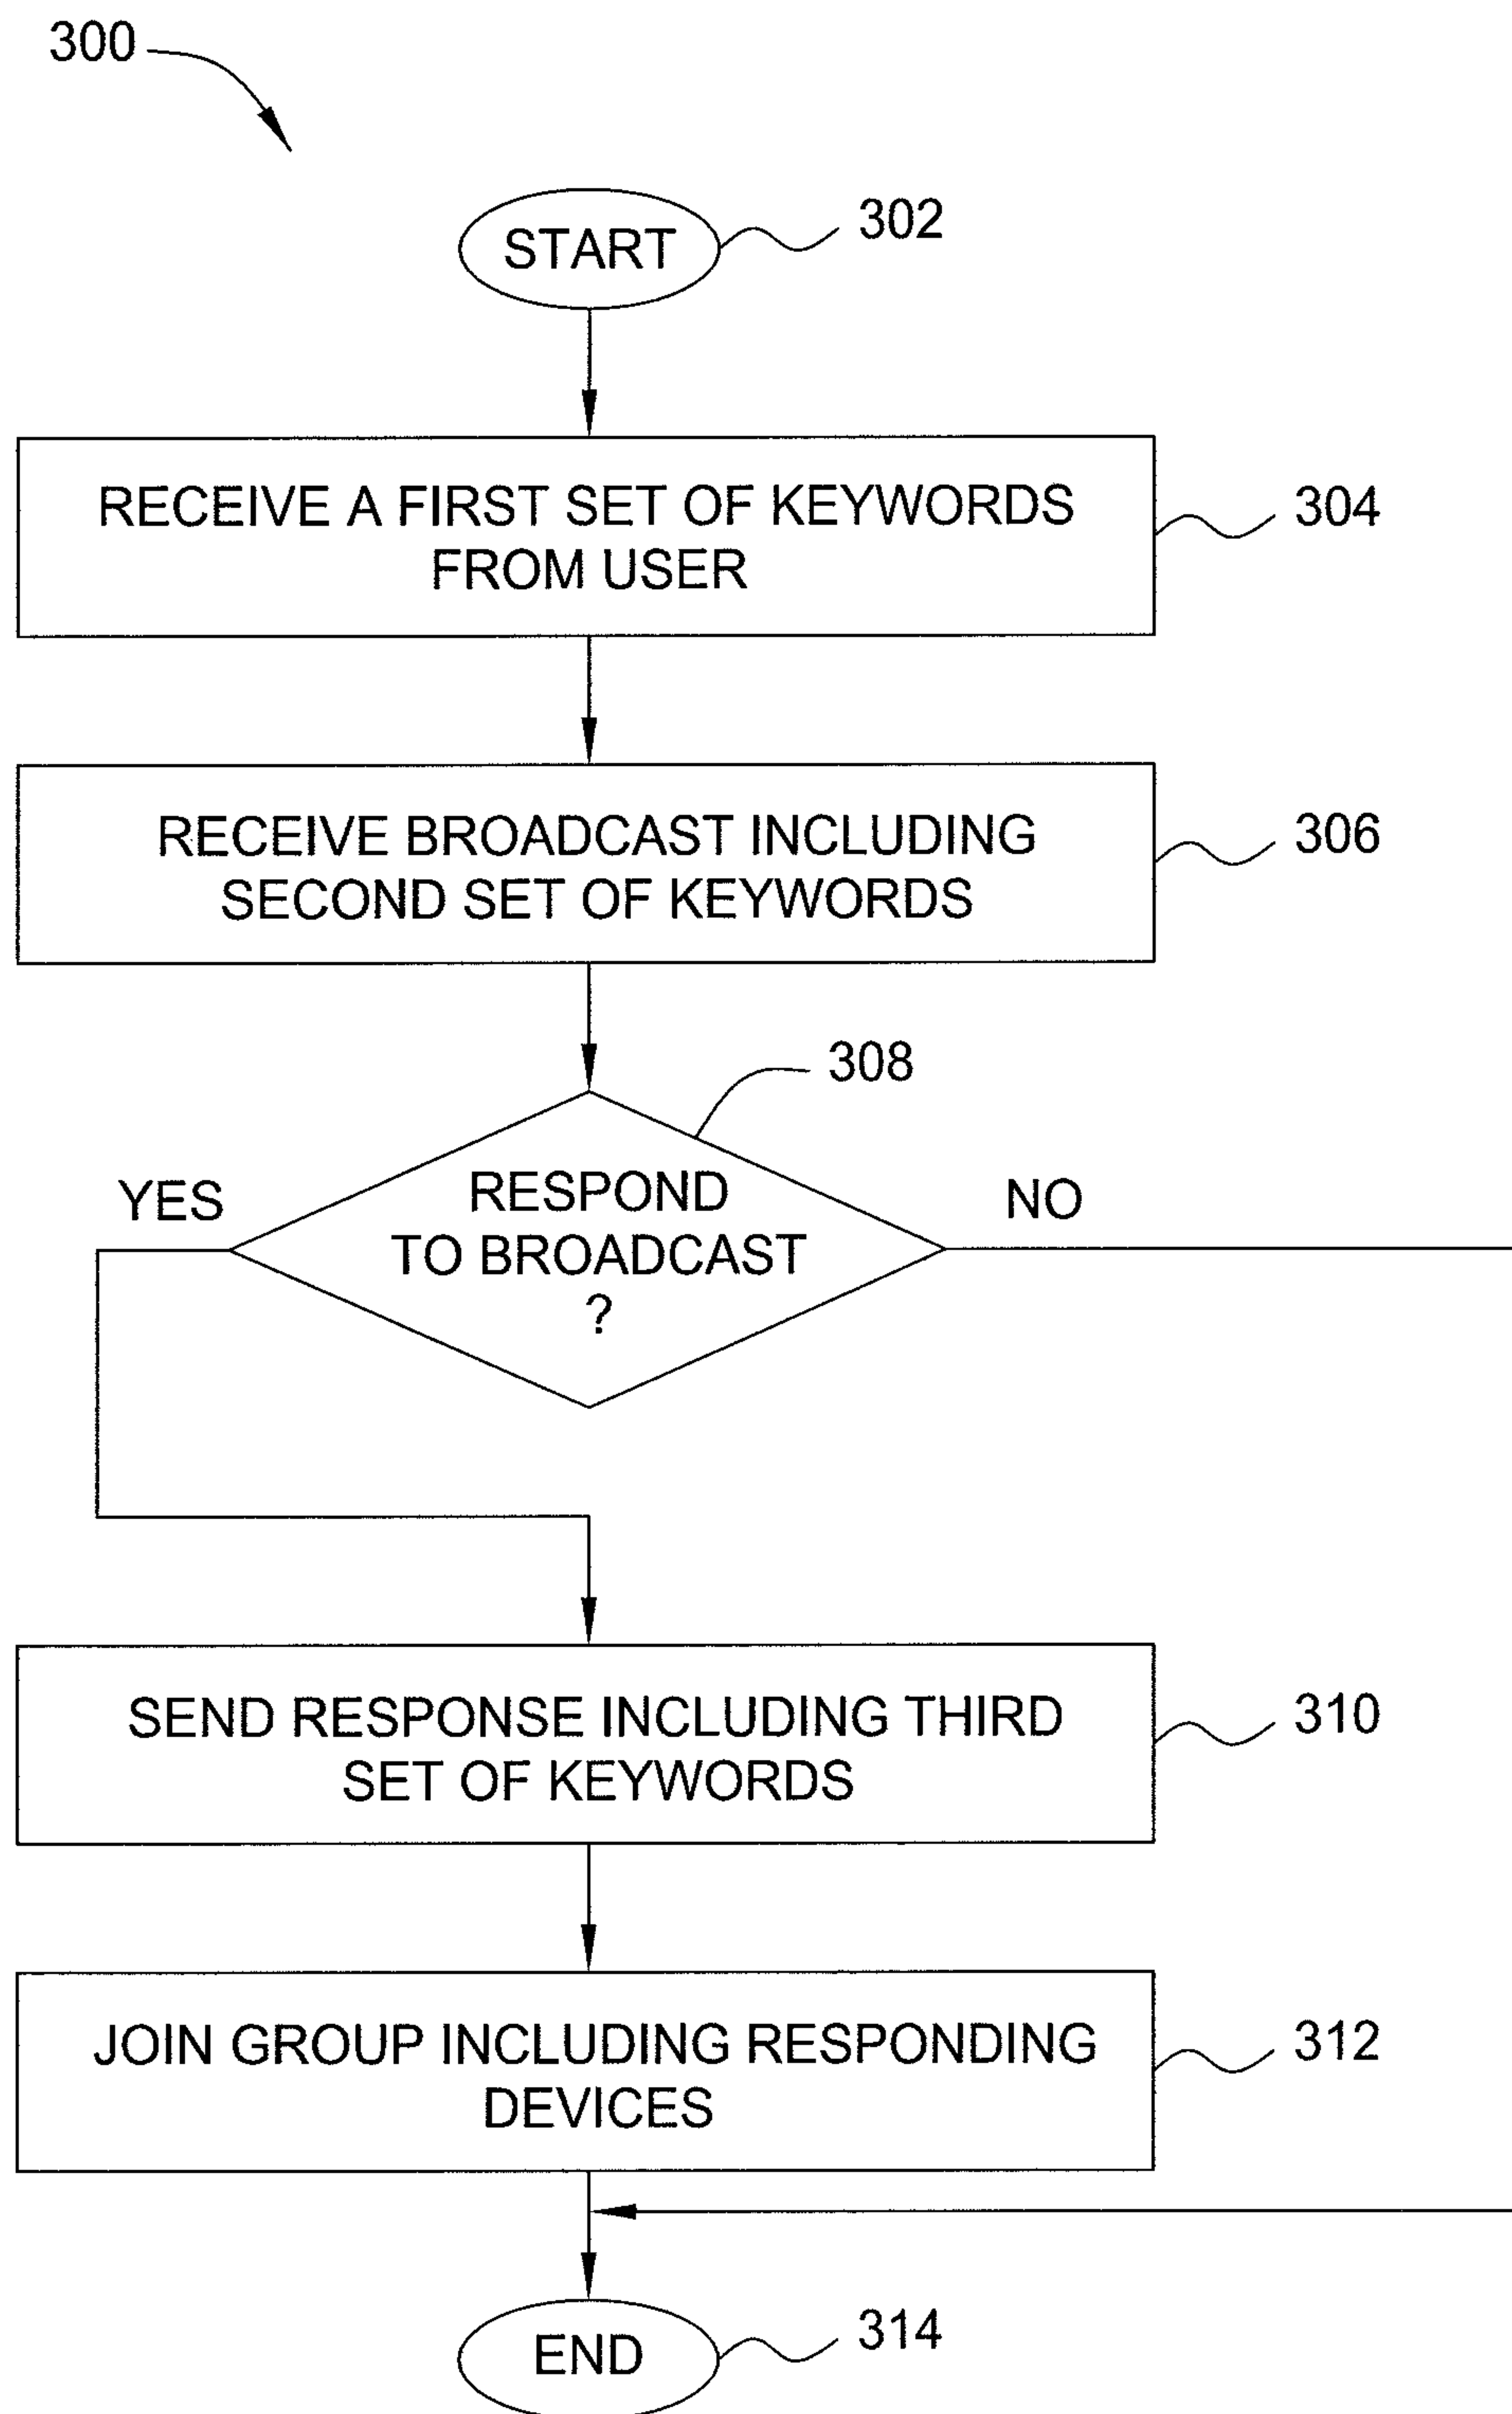 300
START
302
RECEIVE A FIRST SET OF KEYWORDS
FROM USER
304
RECEIVE BROADCAST INCLUDING
SECOND SET OF KEYWORDS
306
308
YES
RESPOND
TO BROADCAST
?
NO
SEND RESPONSE INCLUDING THIRD
SET OF KEYWORDS
310
JOIN GROUP INCLUDING RESPONDING
DEVICES
312
END
314